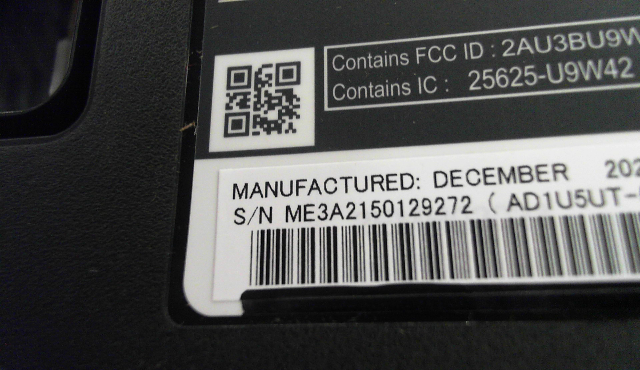 Contains FCC ID : 2AU3BU9W
Contains IC : 25625-U9W42
MANUFACTURED: DECEMBER 202
S/N ME3A2150129272 ( AD1U5UT-